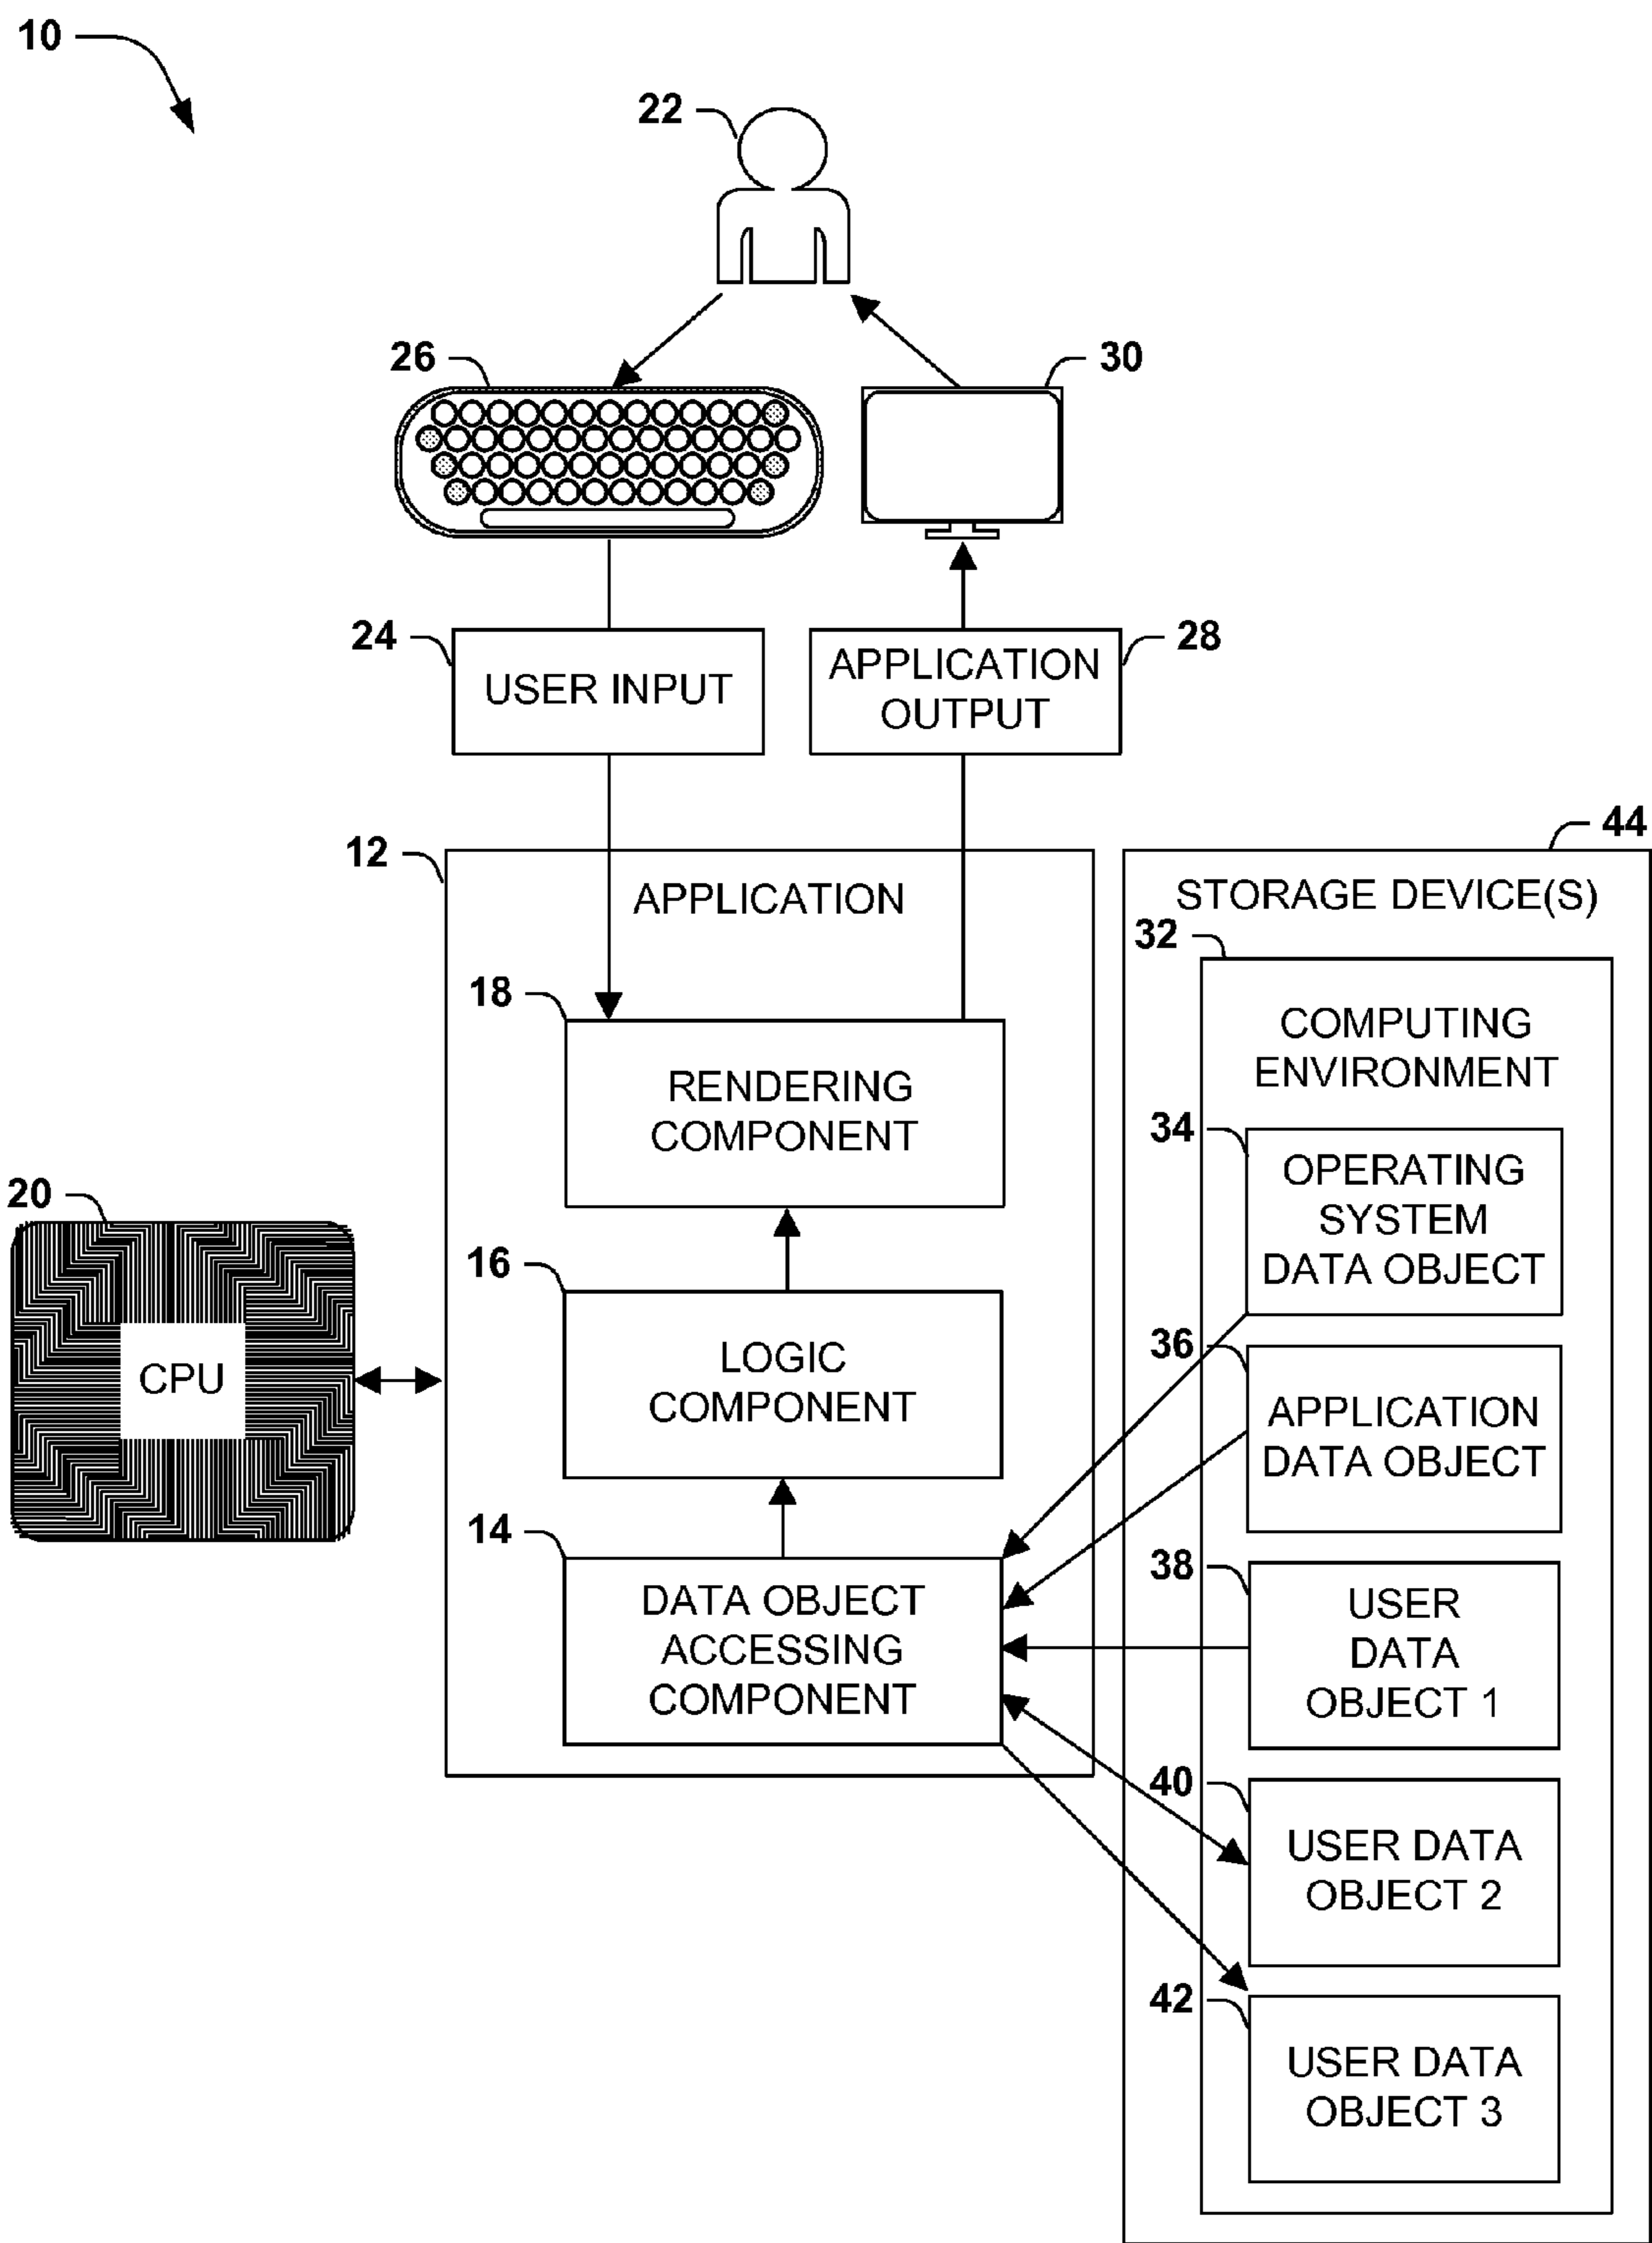 10
22
26
30
24
USER INPUT
APPLICATION
OUTPUT
28
12
APPLICATION
44
STORAGE DEVICE(S)
32
COMPUTING
ENVIRONMENT
18
RENDERING
COMPONENT
34
OPERATING
SYSTEM
DATA OBJECT
20
CPU
16
LOGIC
COMPONENT
36
APPLICATION
DATA OBJECT
14
DATA OBJECT
ACCESSING
COMPONENT
38
USER
DATA
OBJECT 1
40
USER DATA
OBJECT 2
42
USER DATA
OBJECT 3